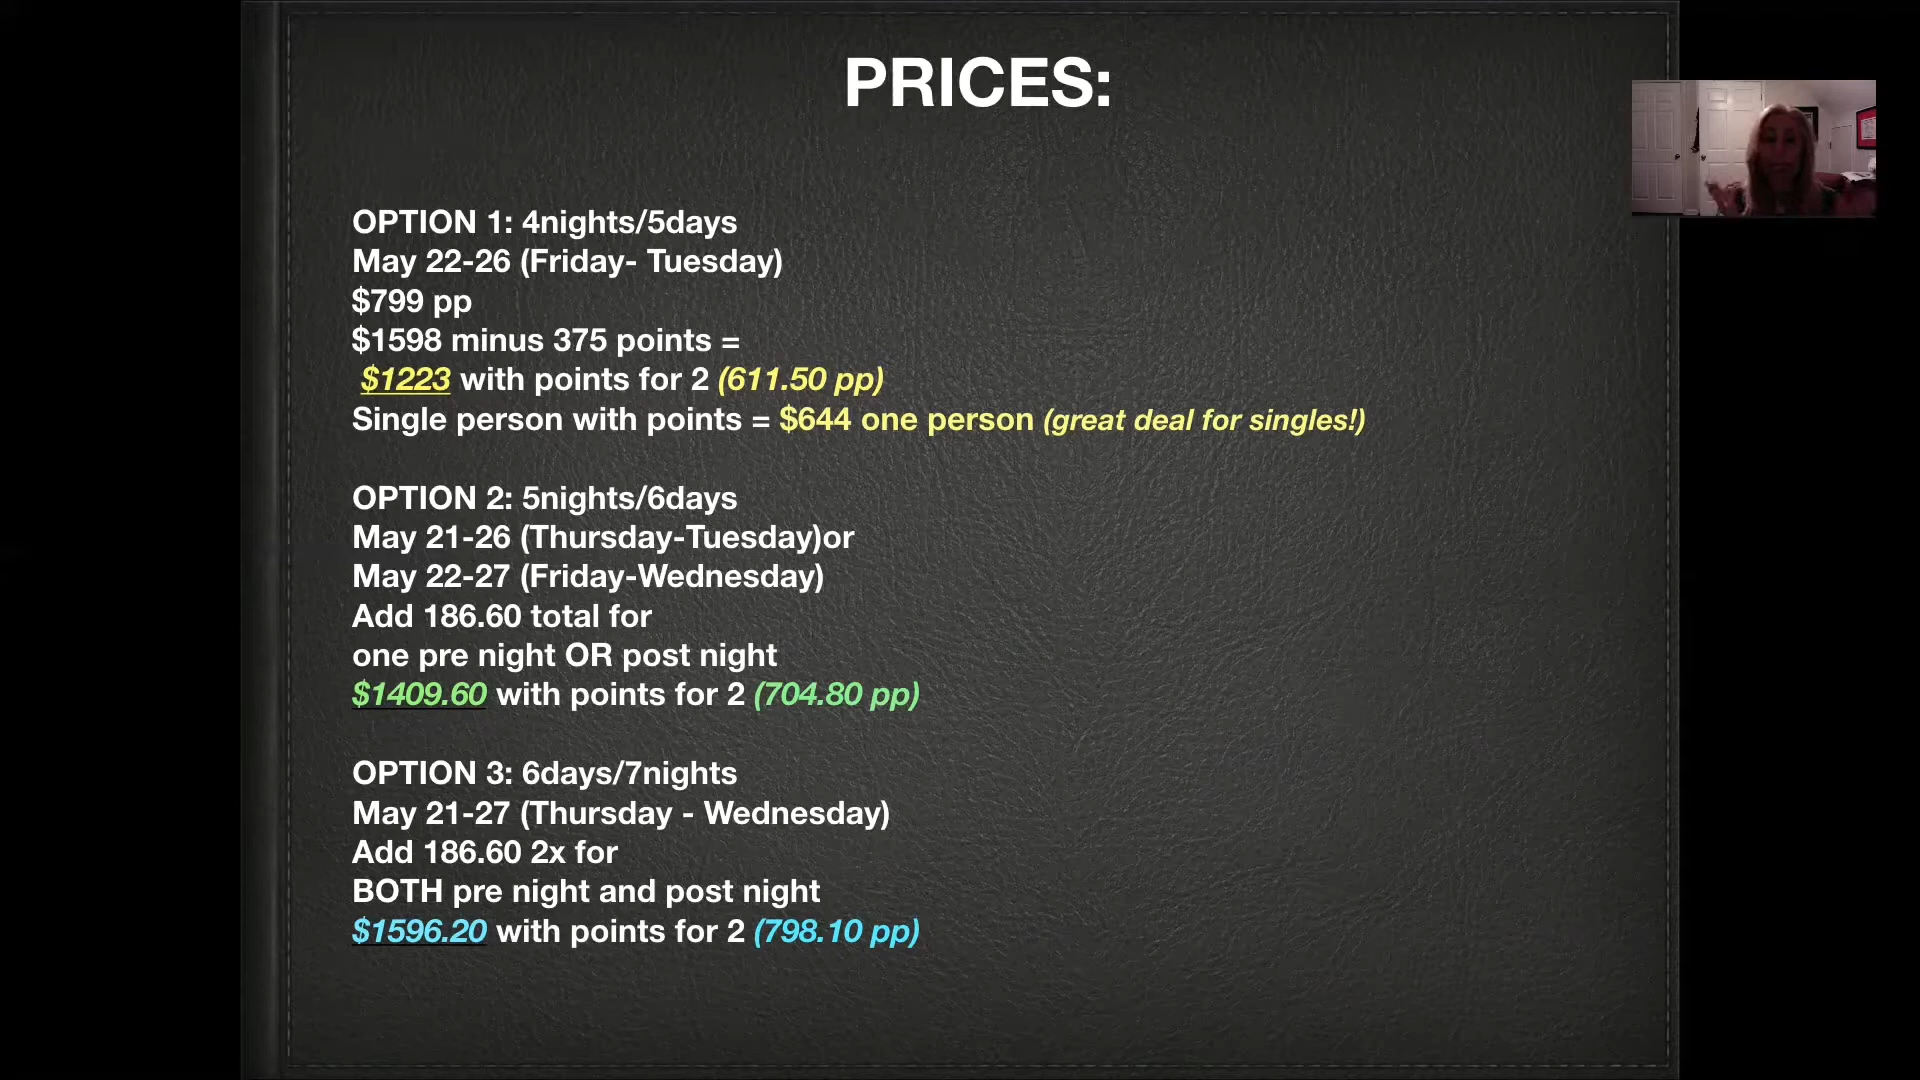 PRICES:
OPTION 1: 4nights/5days
May 22-26 (Friday- Tuesday)
$799 pp
$1598 minus 375 points =
$1223 with points for 2 (611.50 pp)
Single person with points = $644 one person (great deal for singles!)
OPTION 2: 5nights/6days
May 21-26 (Thursday-Tuesday)or
May 22-27 (Friday-Wednesday)
Add 186.60 total for
one pre night OR post night
$1409.60 with points for 2 (704.80 pp)
OPTION 3: 6days/7nights
May 21-27 (Thursday - Wednesday)
Add 186.60 2x for
BOTH pre night and post night
$1596.20 with points for 2 (798.10 pp)